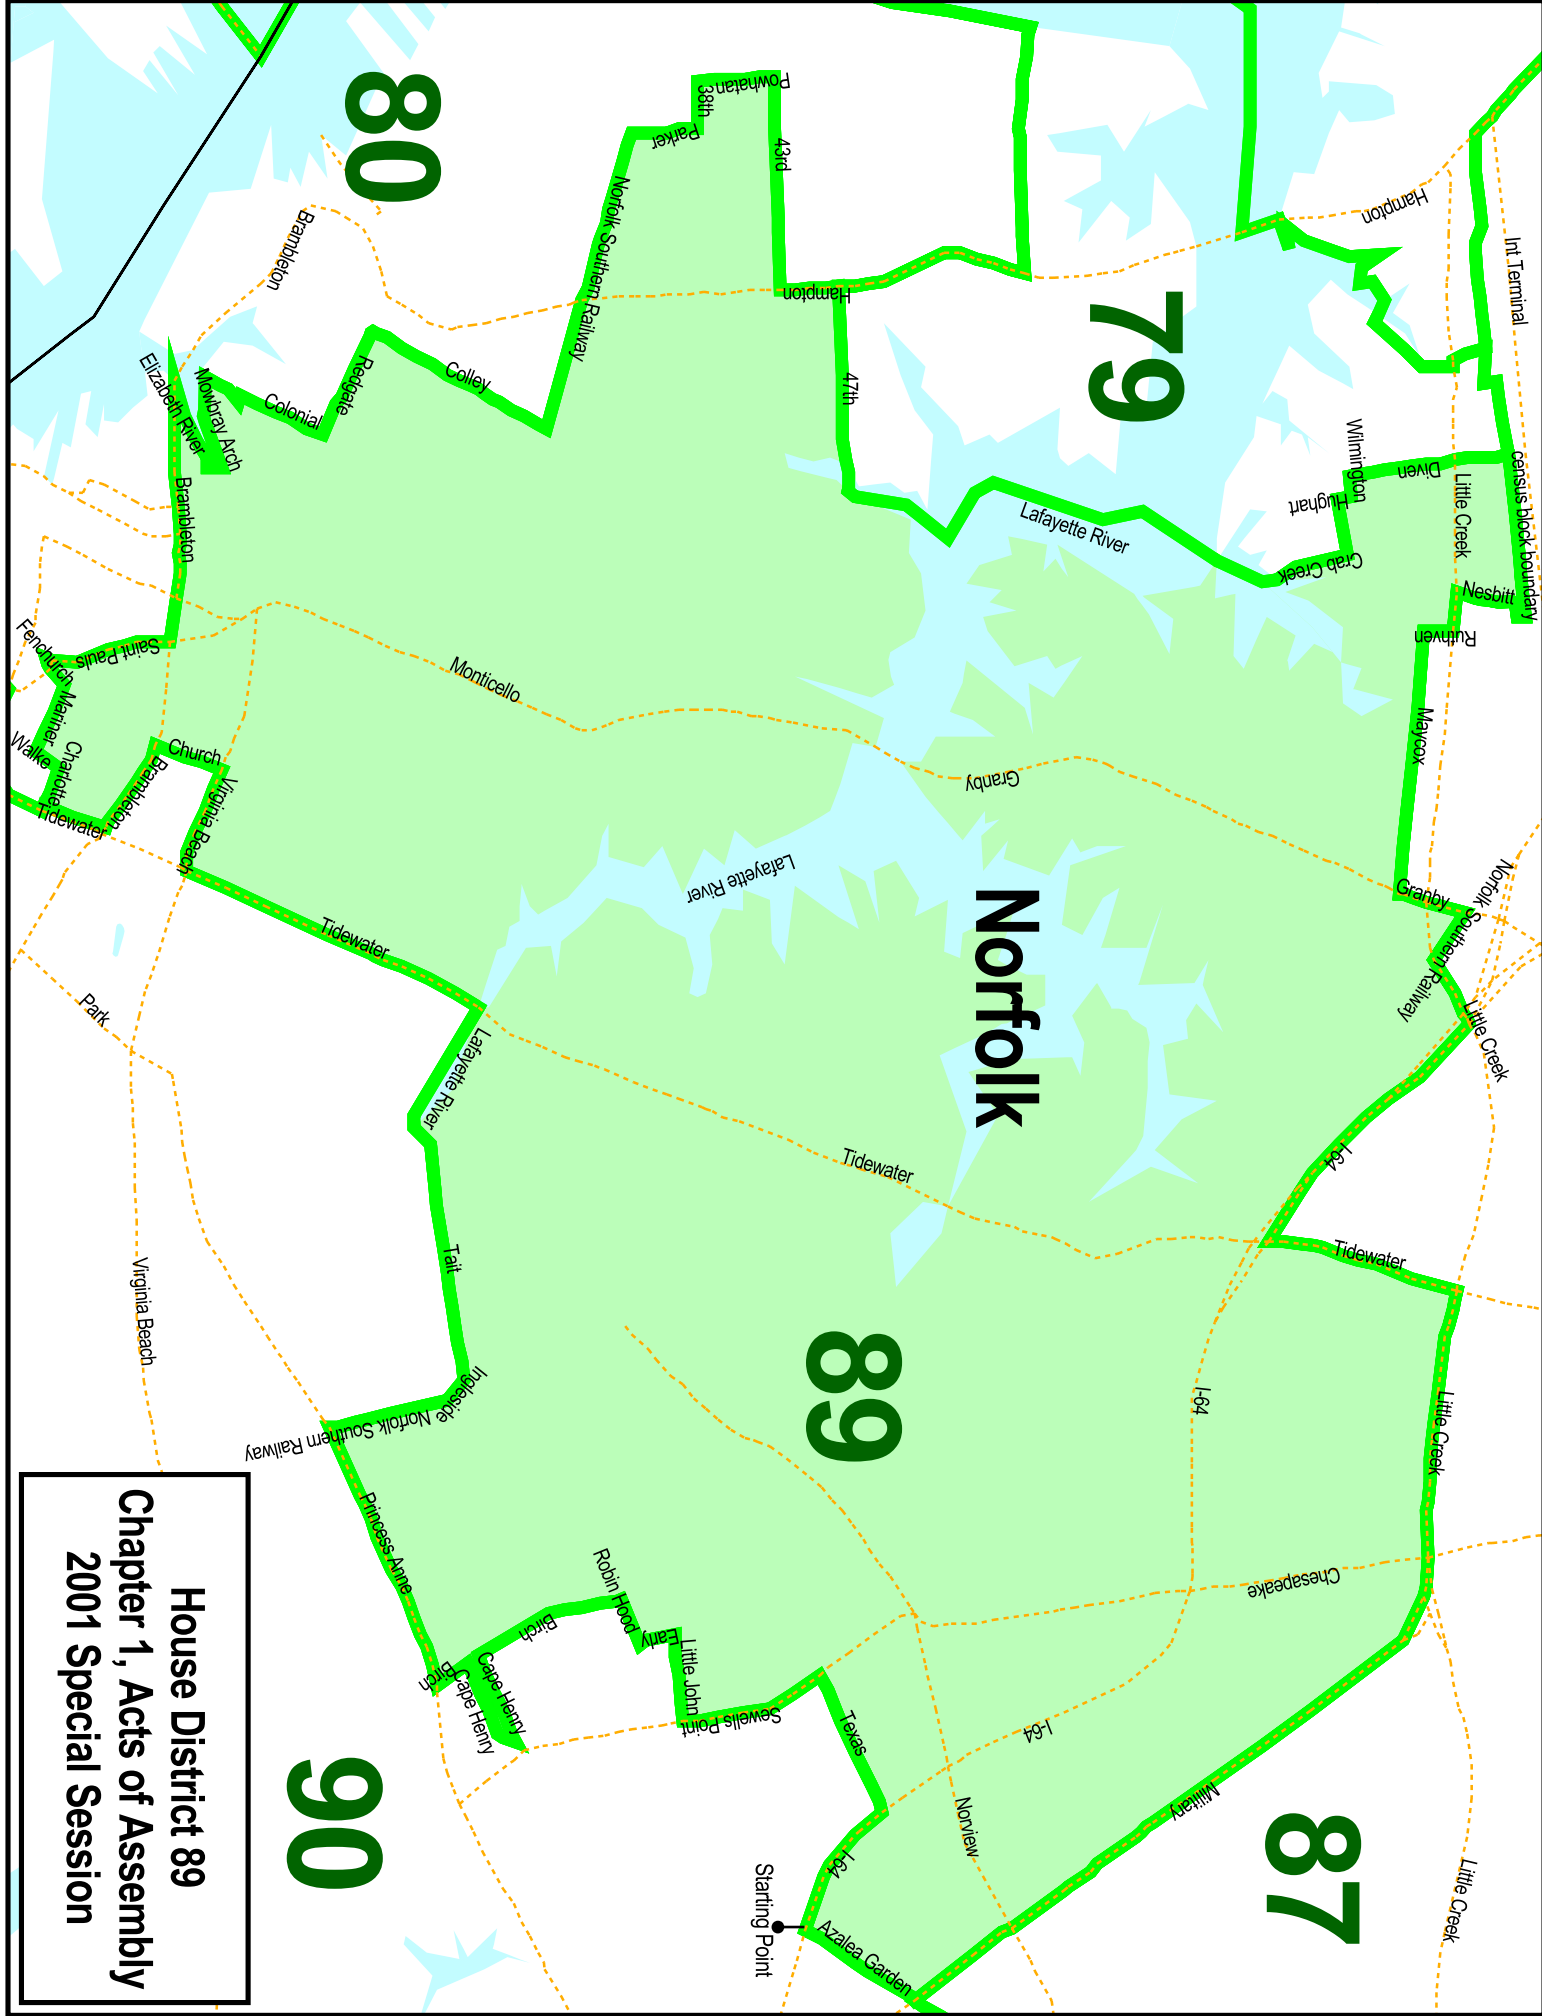 Int Terminal
Hampton
census block boundary
Little Creek
Diven
Wilmington
Hughart
Crab Creek
Nesbitt
Ruthven
Maycox
Granby
Norfolk Southern Railway
Little Creek
I-64
Tidewater
Little Creek
Chesapeake
Military
Little Creek
87
79
Lafayette River
Granby
Norfolk
I-64
I-64
Norview
Tidewater
89
Powhatan
38th
Parker
43rd
Hampton
47th
Norfolk Southern Railway
Lafayette River
Texas
I-64
Azalea Garden
Starting Point
80
Brambleton
Colley
Redgate
Colonial
Mowbray Arch
Elizabeth River
Brambleton
Monticello
Saint Pauls
Fenchurch
Mariner
Walke
Charlotte
Tidewater
Brambleton
Church
Virginia Beach
Tidewater
Park
Lafayette River
Tait
Ingleside
Norfolk Southern Railway
Virginia Beach
Princess Anne
Birch
Cape Henry
Cape Henry
Birch
Robin Hood
Early
Little John
Sewells Point
90
House District 89
Chapter 1, Acts of Assembly
2001 Special Session